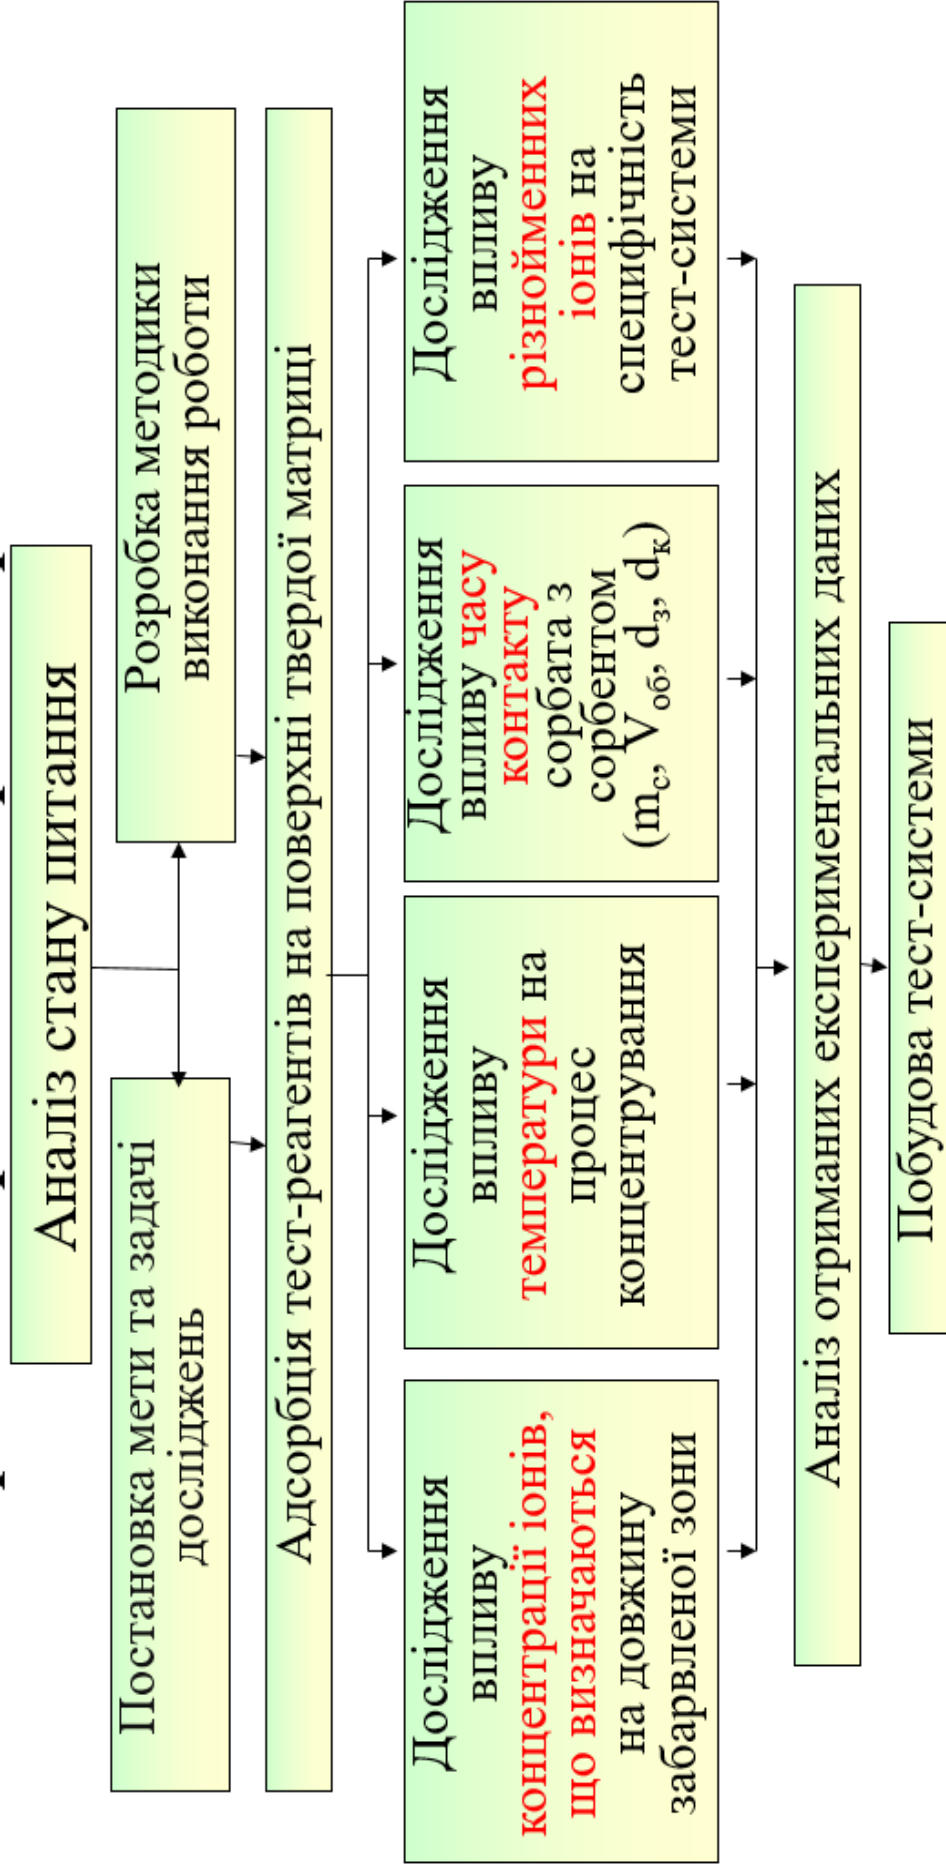 Аналіз стану питання
Постановка мети та задачі
досліджень
Розробка методики
виконання роботи
Адсорбція тест-реагентів на поверхні твердої матриці
Дослідження
впливу
концентрації іонів,
що визначаються
на довжину
забарвленої зони
Дослідження
впливу
температури на
процес
концентрування
Дослідження
впливу часу
контакту
сорбата з
сорбентом
(mс, Vоб, dз, dк)
Дослідження
впливу
різнойменних
іонів на
специфічність
тест-системи
Аналіз отриманих експериментальних даних
Побудова тест-системи